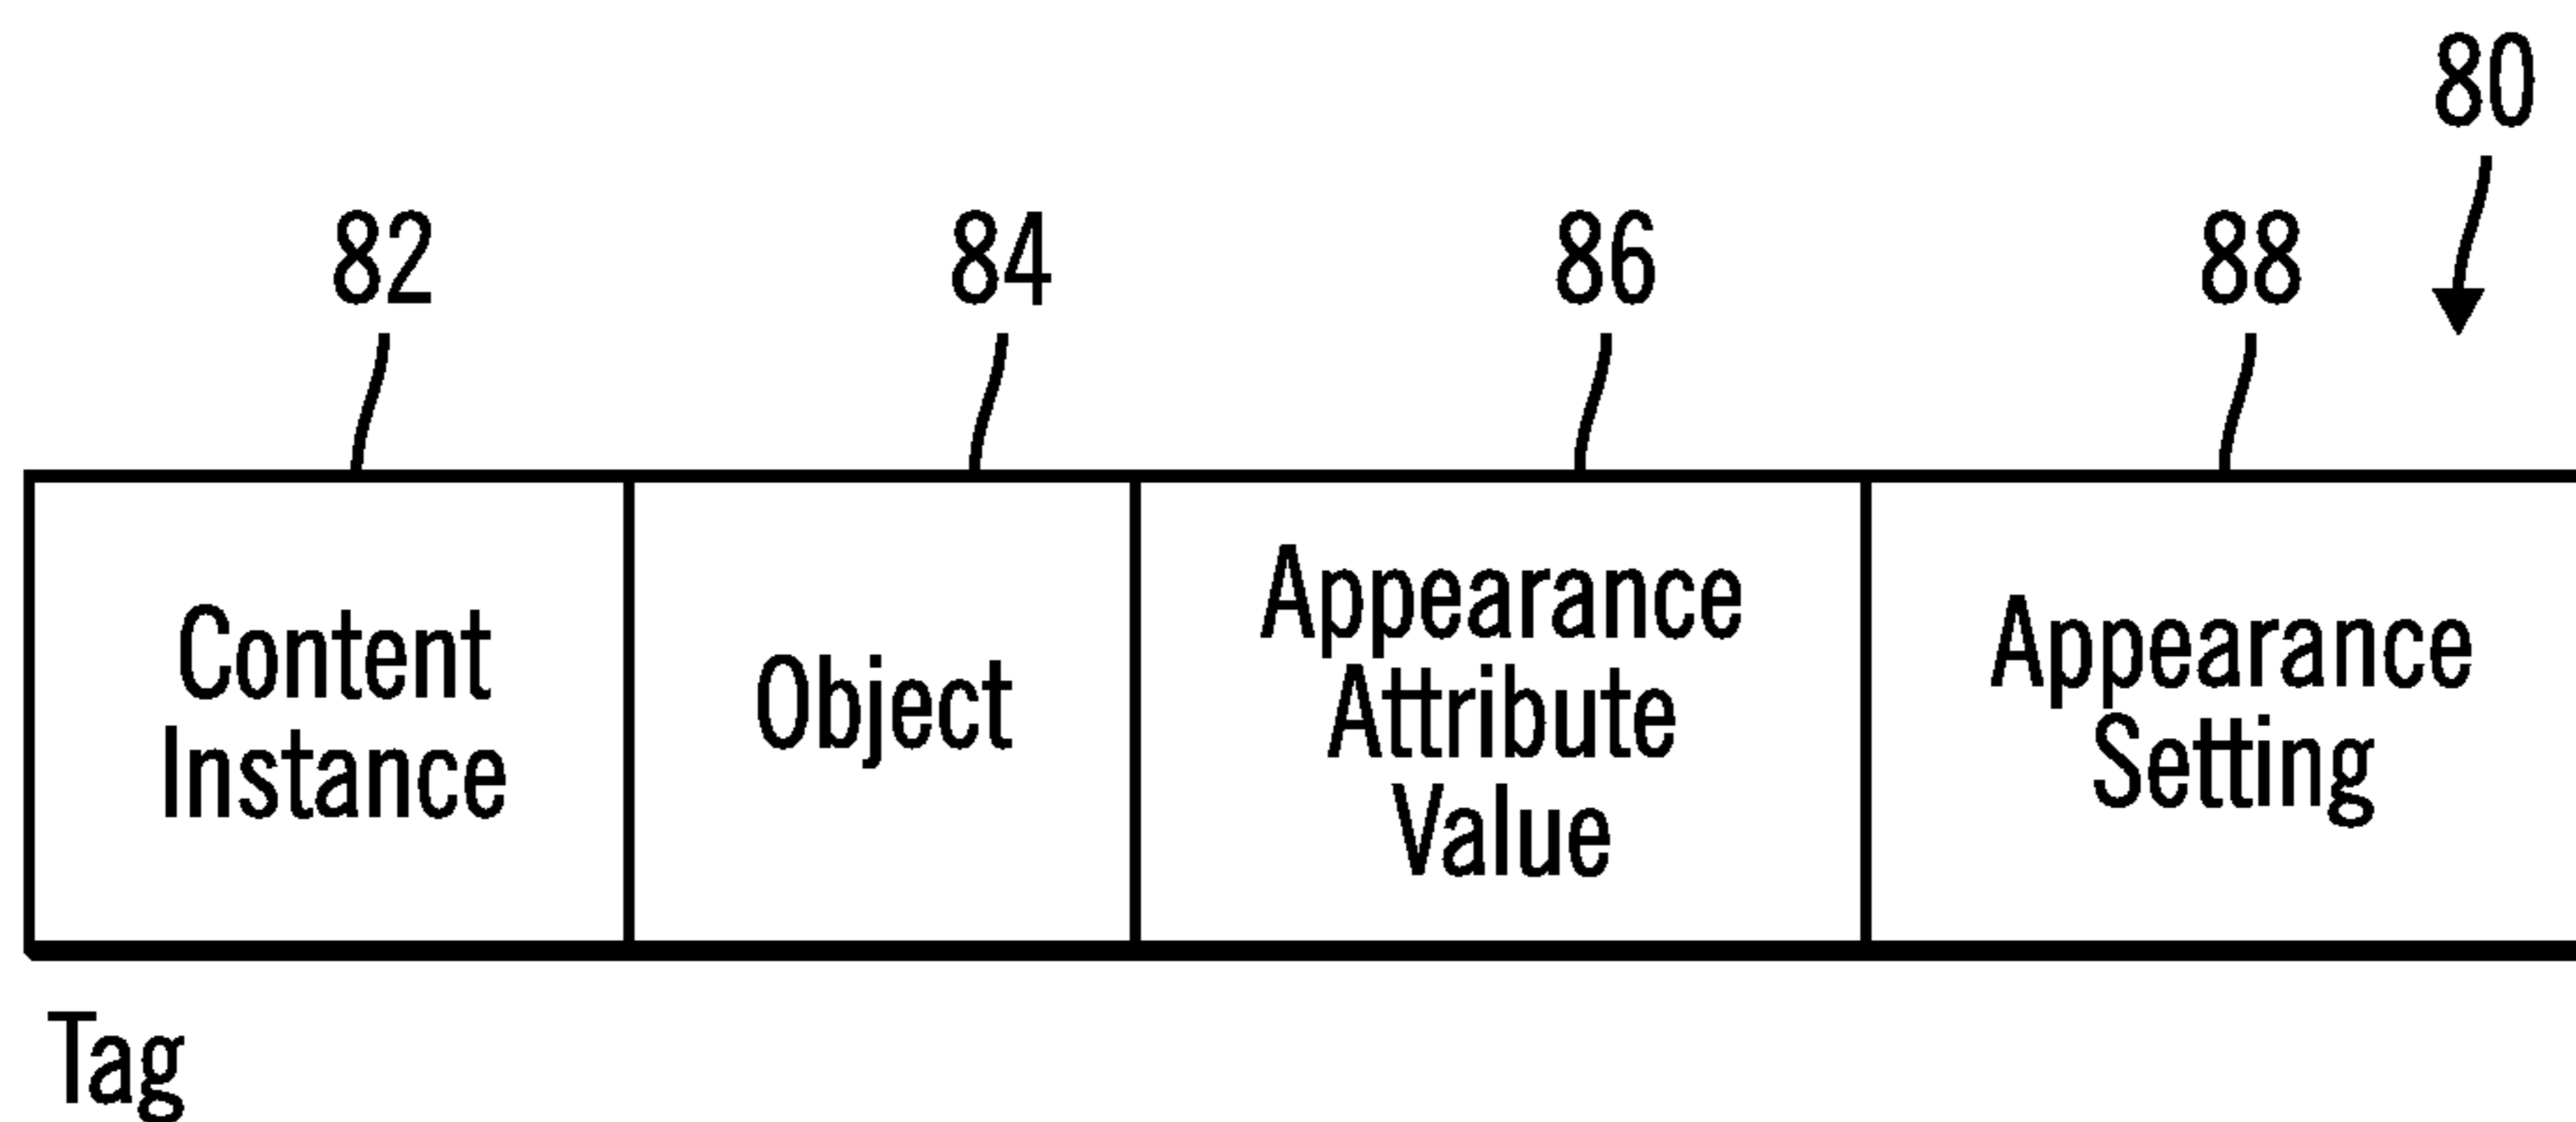 80
82 84 86 88
Content
Instance
Object
Appearance
Attribute
Value
Appearance
Setting
Tag